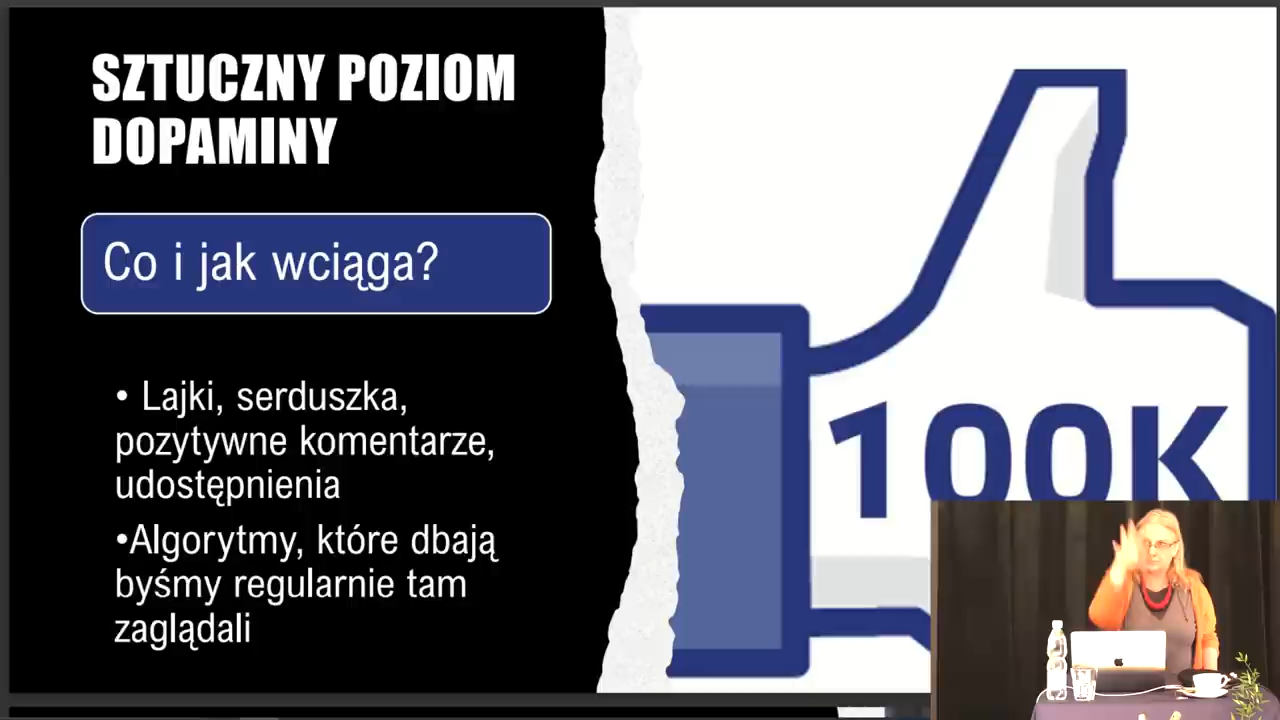 SZTUCZNY POZIOM
DOPAMINY
Co i jak wciąga?
• Lajki, serduszka,
pozytywne komentarze,
udostępnienia
•Algorytmy, które dbają
byśmy regularnie tam
zaglądali
100K